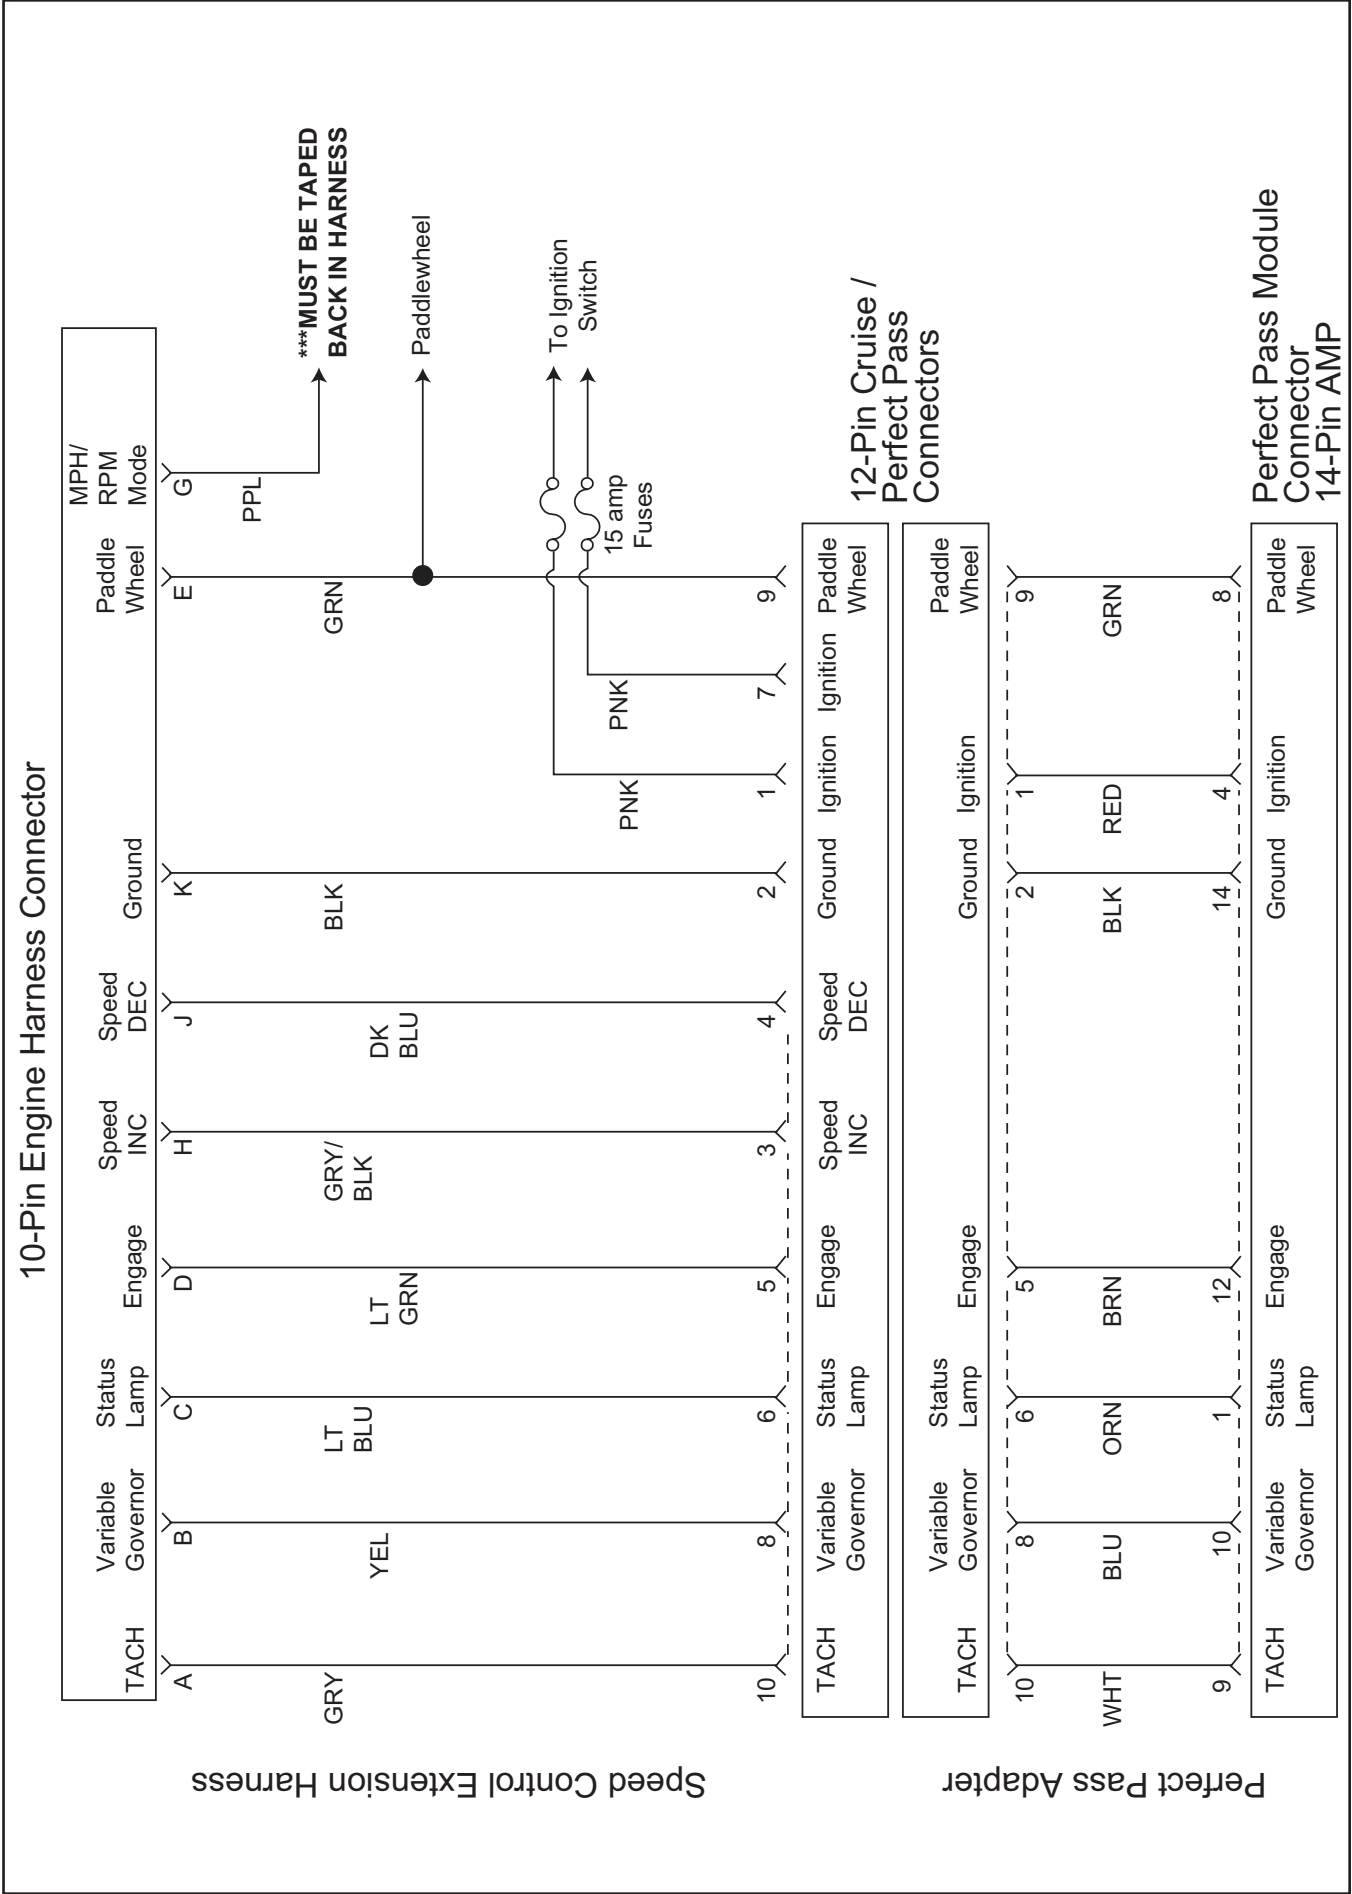 10-Pin Engine Harness Connector
TACH
Variable
Governor
Status
Lamp
Engage
Speed
INC
Speed
DEC
Ground
Paddle
Wheel
MPH/
RPM
Mode
A
B
C
D
H
J
K
E
G
GRY
YEL
LT
BLU
LT
GRN
GRY/
BLK
DK
BLU
BLK
GRN
PPL
***MUST BE TAPED
BACK IN HARNESS
Paddlewheel
To Ignition
Switch
15 amp
Fuses
PNK
PNK
Speed Control Extension Harness
10
8
6
5
3
4
2
1
7
9
TACH
Variable
Governor
Status
Lamp
Engage
Speed
INC
Speed
DEC
Ground
Ignition
Ignition
Paddle
Wheel
12-Pin Cruise /
Perfect Pass
Connectors
TACH
Variable
Governor
Status
Lamp
Engage
Ground
Ignition
Paddle
Wheel
10
8
6
5
2
1
9
WHT
BLU
ORN
BRN
BLK
RED
GRN
Perfect Pass Adapter
9
10
1
12
14
4
8
TACH
Variable
Governor
Status
Lamp
Engage
Ground
Ignition
Paddle
Wheel
Perfect Pass Module
Connector
14-Pin AMP